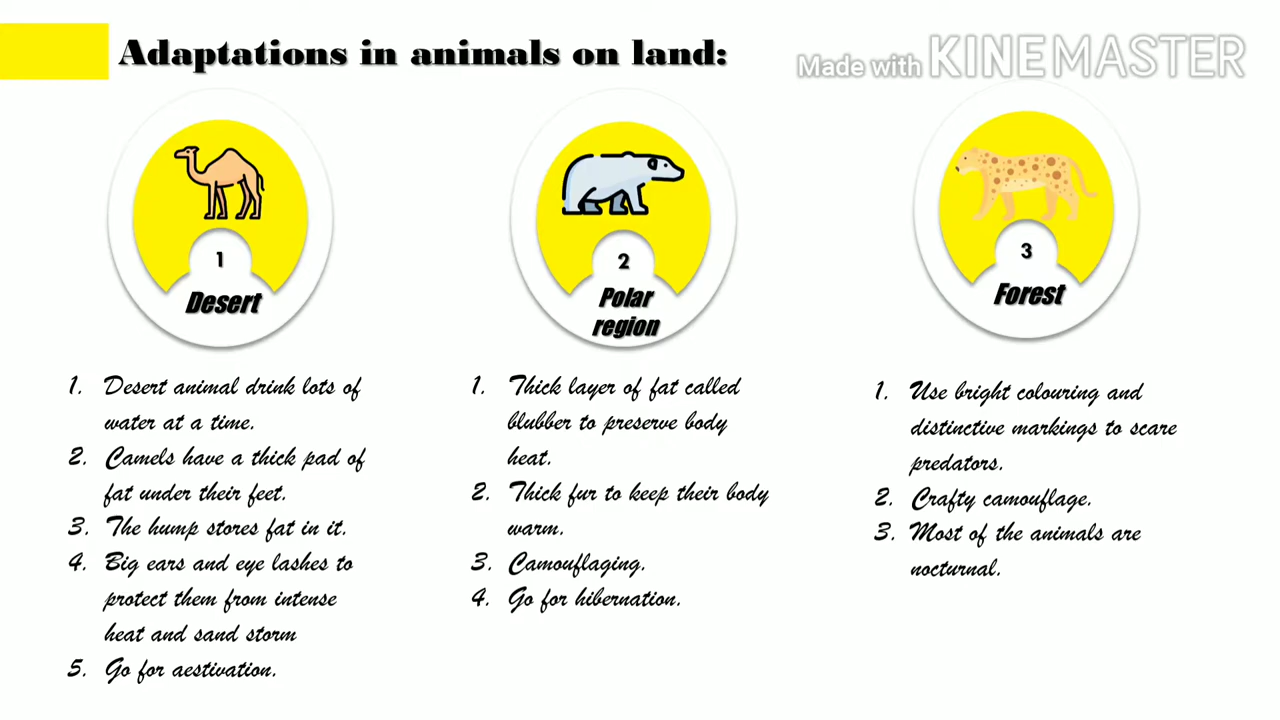 Adaptations in animals on land:
Made with KINEMASTER
1
Desert
2
Polar
region
3
Forest
1. Desert animal drink lots of
water at a time.
2. Camels have a thick pad of
fat under their feet.
3. The hump stores fat in it.
4. Big ears and eye lashes to
protect them from intense
heat and sand storm
5. Go for aestivation.
1. Thick layer of fat called
blubber to preserve body
heat.
2. Thick fur to keep their body
warm.
3. Camouflaging.
4. Go for hibernation.
1. Use bright colouring and
distinctive markings to scare
predators.
2. Crafty camouflage.
3. Most of the animals are
nocturnal.